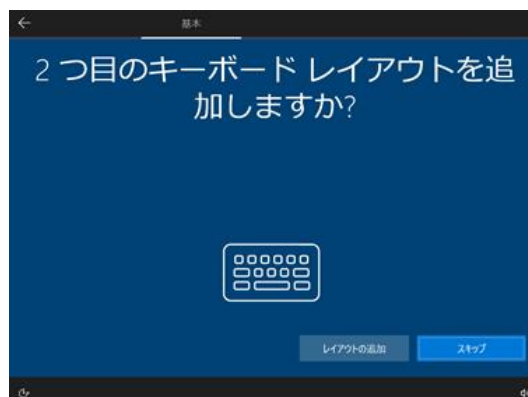 基本
2 つ目のキーボード レイアウトを追
加しますか?
レイアウトの追加
スキップ